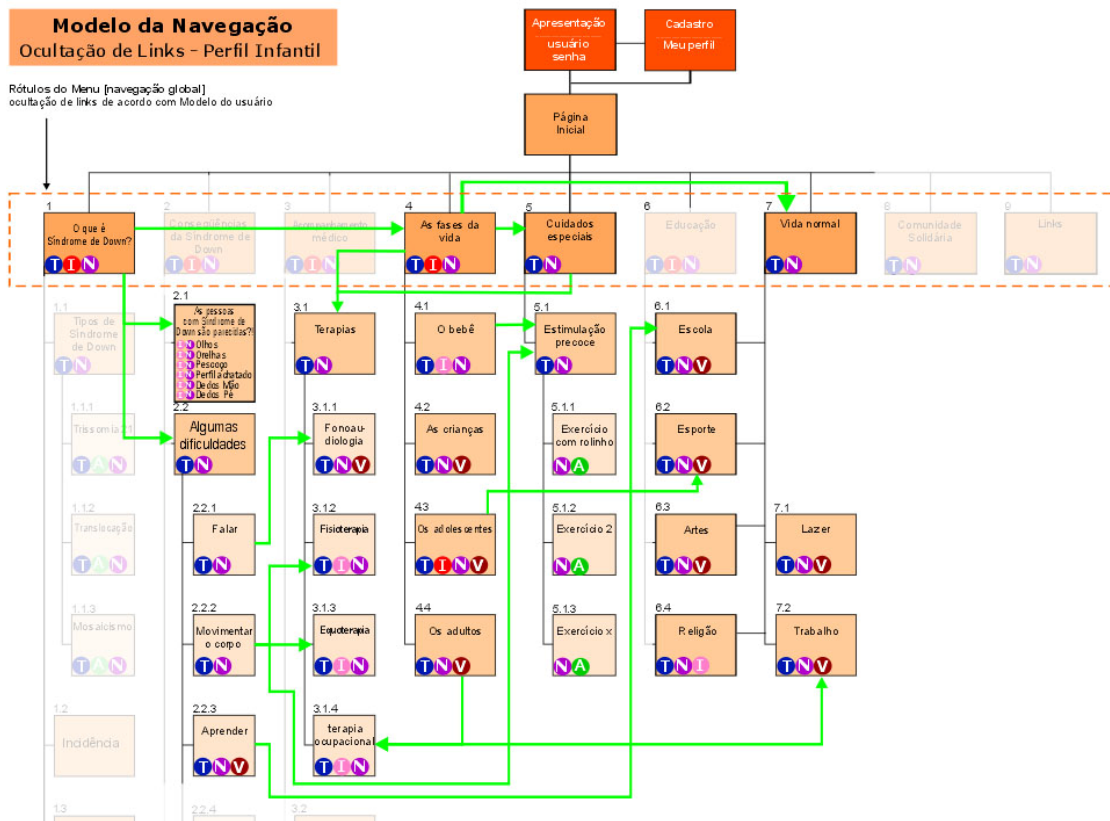 Modelo da Navegação
Ocultação de Links - Perfil Infantil
Rótulos do Menu [navegação global]
ocultação de links de acordo com Modelo do usuário
Apresentação
usuário
senha
Cadastro
Meu perfil
Página
Inicial
1
O que é
Síndrome de Down?
T I N
2
Conseqüências
da Síndrome de
Down
T I N
3
Acompanhamento
médico
T I N
4
As fases da
vida
T I N
5
Cuidados
especiais
T N
6
Educação
T I N
7
Vida normal
T N
8
Comunidade
Solidária
T N
9
Links
T N
1.1
Tipos de
Síndrome de
Down
T N
2.1
As pessoas
com Síndrome de
Down são parecidas?!
I N Olhos
I N Orelhas
I N Pescoço
I N Perfil achatado
I N Dedos Mão
I N Dedos Pé
3.1
Terapias
T N
4.1
O bebê
T I N
5.1
Estimulação
precoce
T N
6.1
Escola
T N V
1.1.1
Trissomia 21
T A N
2.2
Algumas
dificuldades
T N
3.1.1
Fonoau-
diologia
T N V
4.2
As crianças
T N V
5.1.1
Exercício
com rolinho
N A
6.2
Esporte
T N V
1.1.2
Translocação
T A N
2.2.1
Falar
T N
3.1.2
Fisioterapia
T I N
4.3
Os adolescentes
T I N V
5.1.2
Exercício 2
N A
6.3
Artes
T N V
7.1
Lazer
T N V
1.1.3
Mosaicismo
T A N
2.2.2
Movimentar
o corpo
T N
3.1.3
Equoterapia
T I N
4.4
Os adultos
T N V
5.1.3
Exercício x
N A
6.4
Religião
T N I
7.2
Trabalho
T N V
1.2
Incidência
2.2.3
Aprender
T N V
3.1.4
terapia
ocupacional
T I N
1.3
2.2.4
3.2